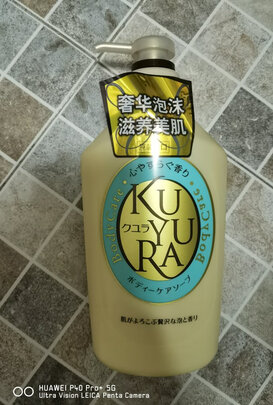 奢华泡沫
滋养美肌
心やすらぐ香り
BodyCare
BodyCare
KU
クユラ
YU
RA
ボディーケアソープ
肌がよろこぶ贅沢な泡と香り
HUAWEI P40 Pro+ 5G
Ultra Vision LEICA Penta Camera